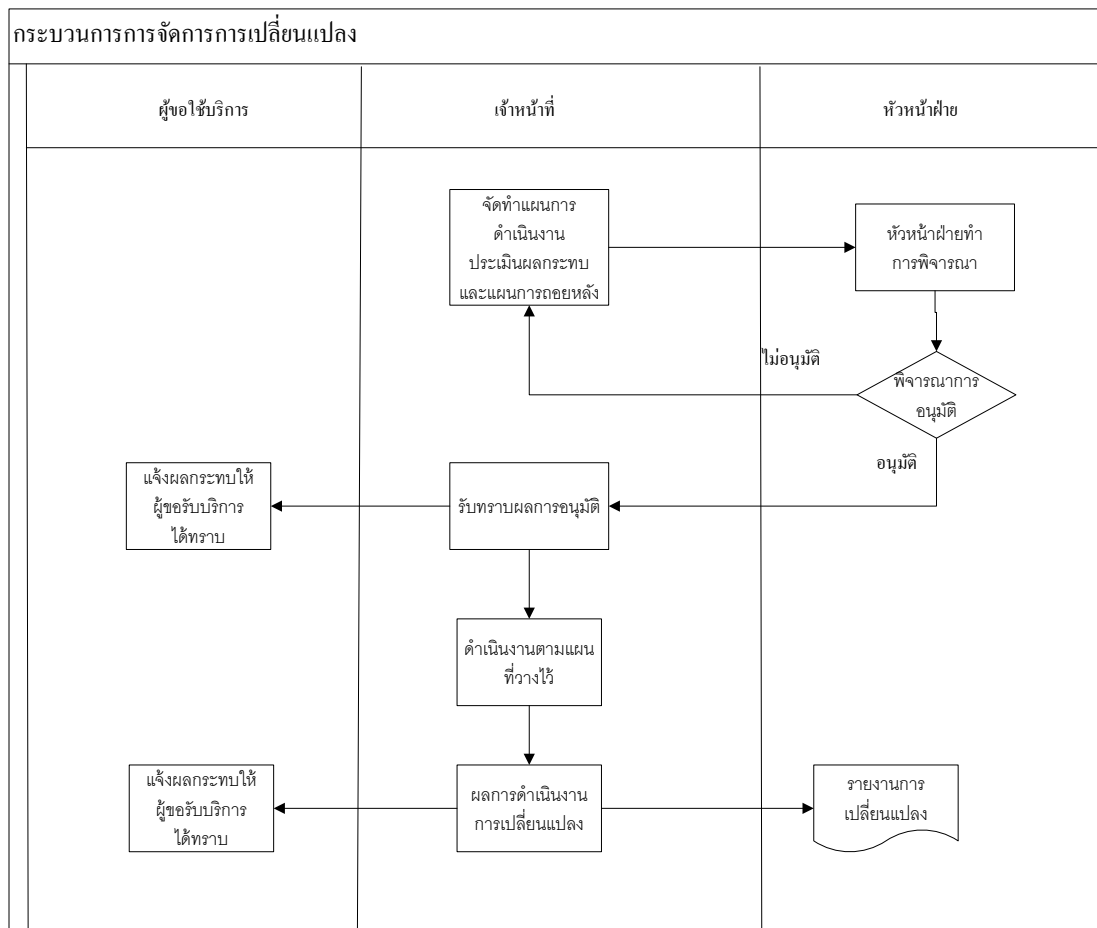 กระบวนการการจัดการการเปลี่ยนแปลง
ผู้ขอใช้บริการ
เจ้าหน้าที่
หัวหน้าฝ่าย
จัดทำแผนการ
ดำเนินงาน
ประเมินผลกระทบ
และแผนการถอยหลัง
หัวหน้าฝ่ายทำ
การพิจารณา
ไม่อนุมัติ
พิจารณาการ
อนุมัติ
อนุมัติ
แจ้งผลกระทบให้
ผู้ขอรับบริการ
ได้ทราบ
รับทราบผลการอนุมัติ
ดำเนินงานตามแผน
ที่วางไว้
แจ้งผลกระทบให้
ผู้ขอรับบริการ
ได้ทราบ
ผลการดำเนินงาน
การเปลี่ยนแปลง
รายงานการ
เปลี่ยนแปลง